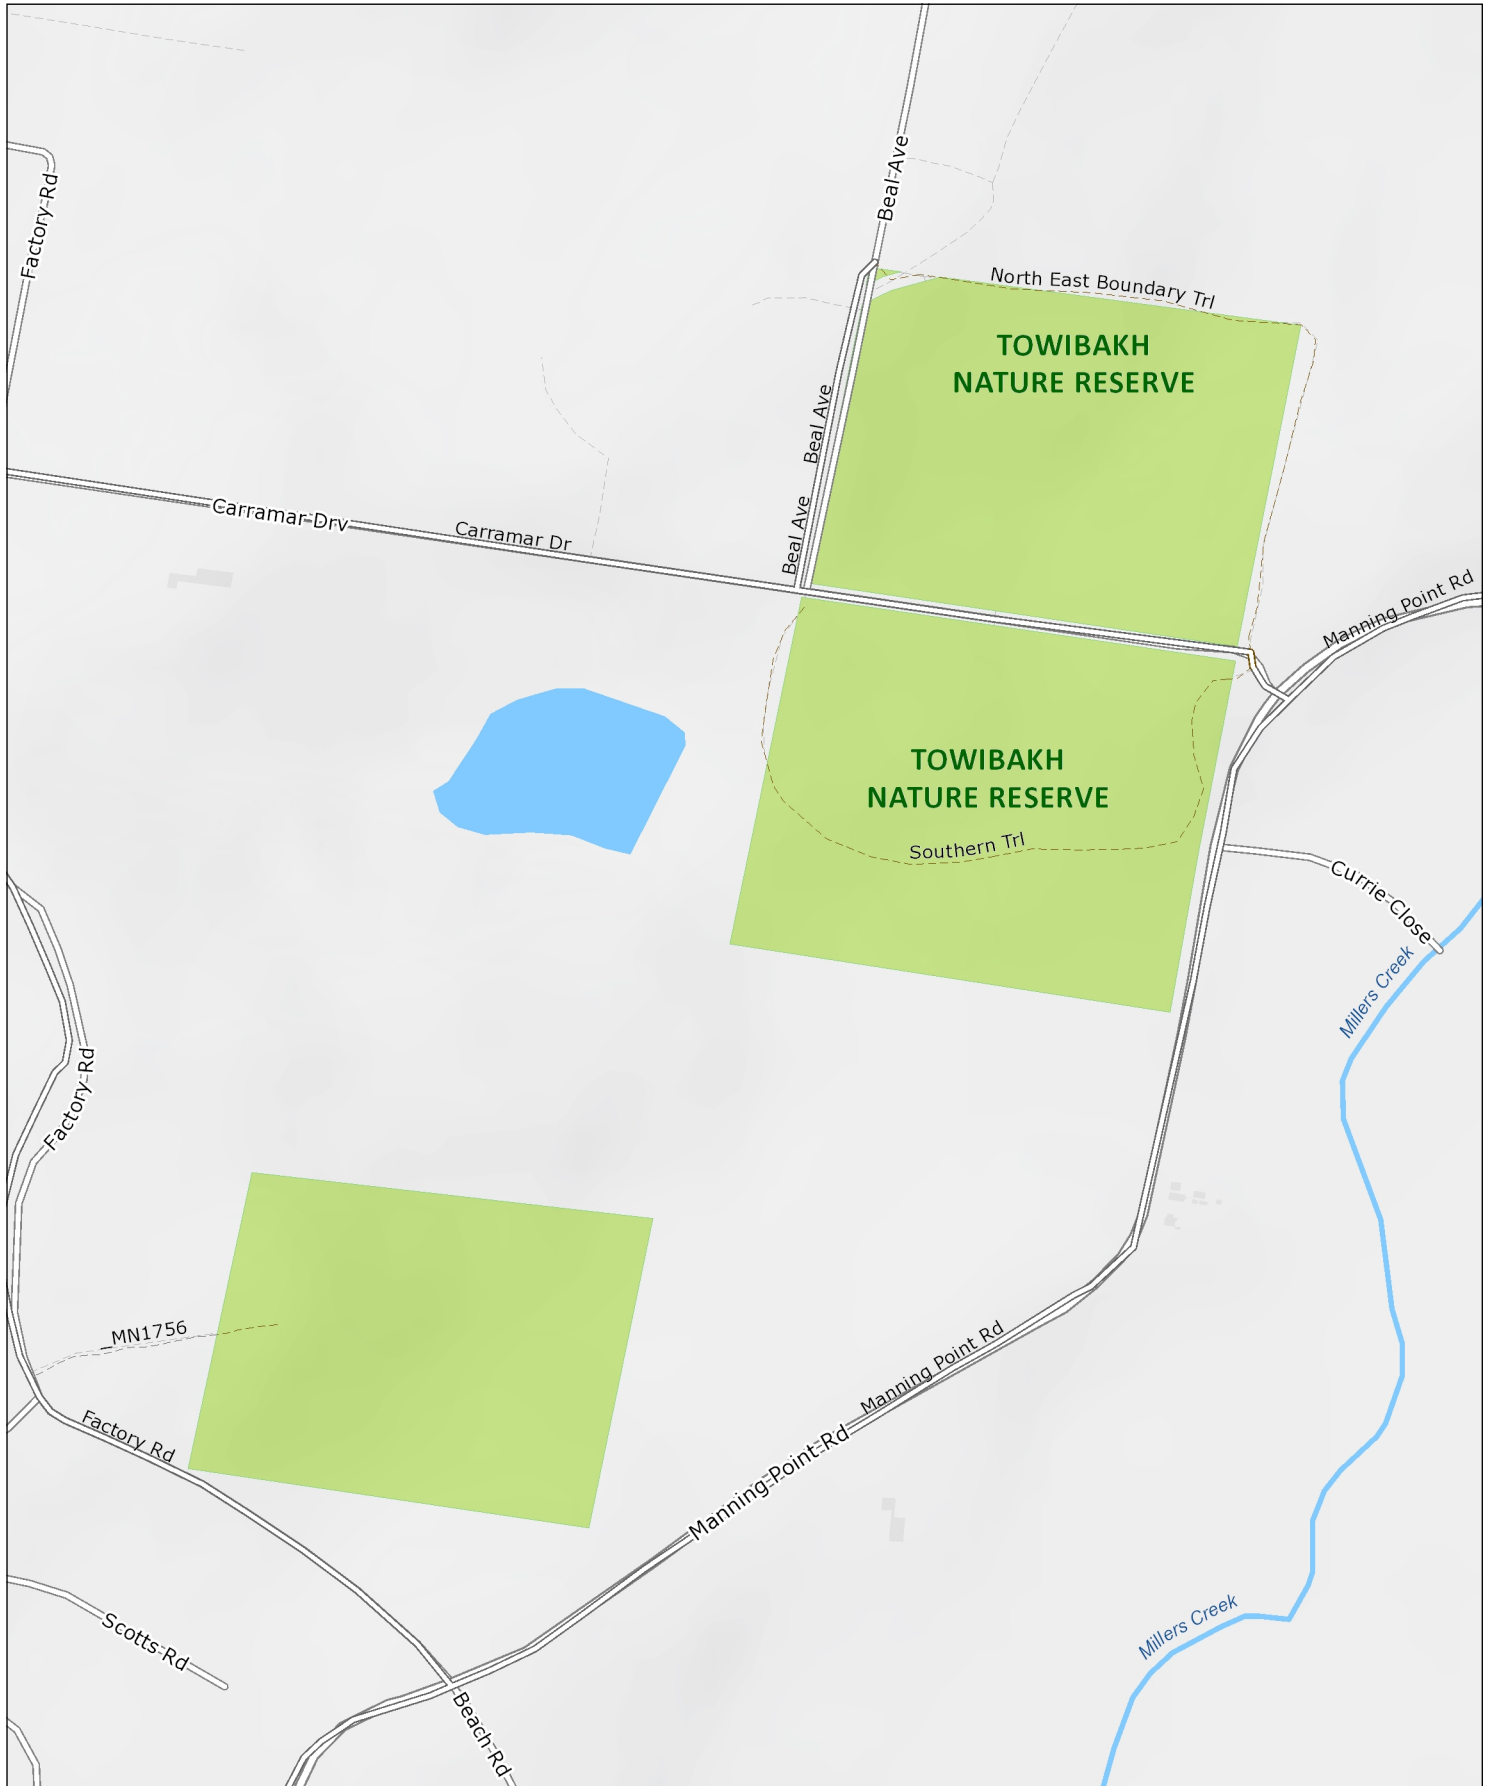 Beal Ave
Factory Rd
North East Boundary Trl
TOWIBAKH
NATURE RESERVE
Beal Ave
Carramar Drv
Carramar Dr
Beal Ave
Manning Point Rd
TOWIBAKH
NATURE RESERVE
Southern Trl
Currie Close
Millers Creek
Factory Rd
_MN1756
Manning Point Rd
Factory Rd
Manning Point Rd
Millers Creek
Scotts Rd
Beach Rd